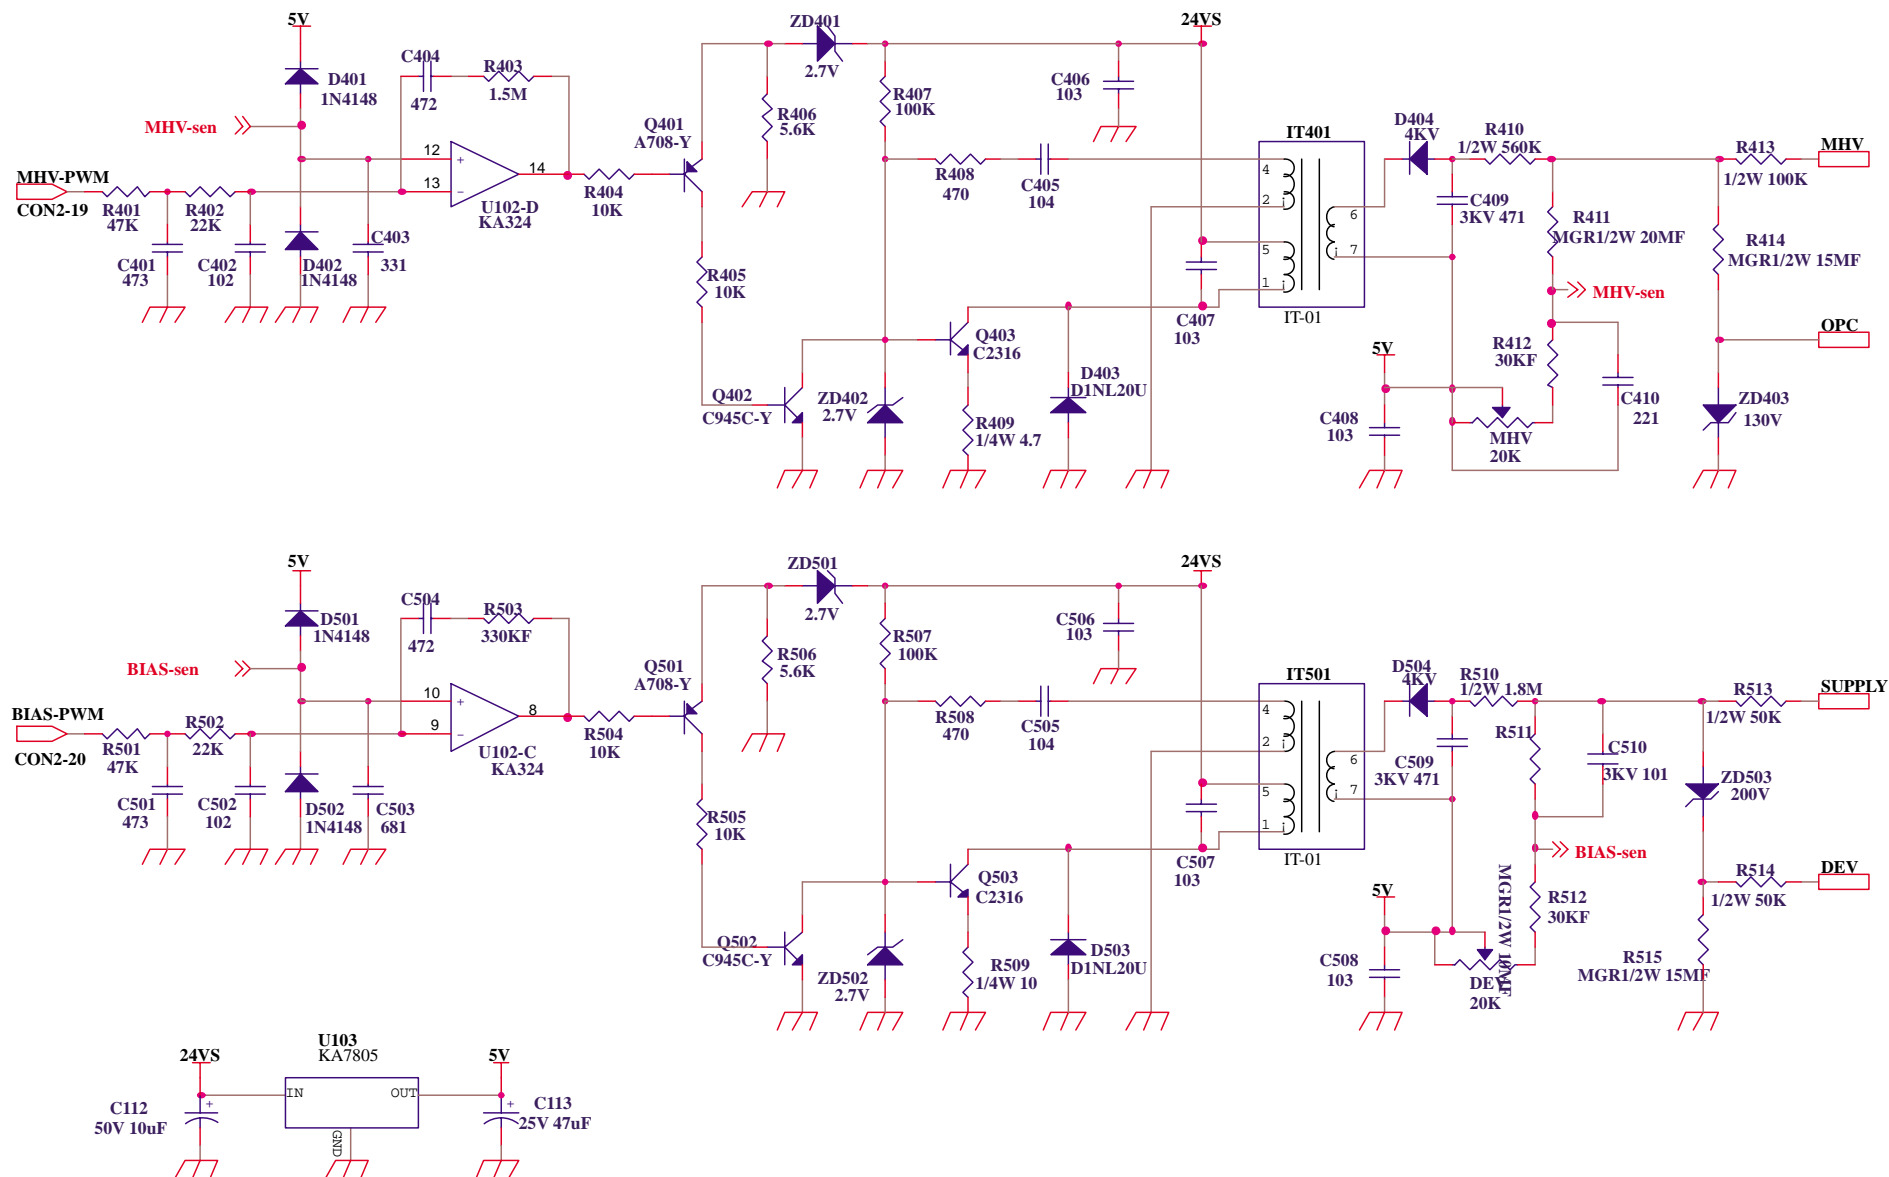 5V
D401
1N4148
MHV-sen
MHV-PWM
CON2-19
R401
47K
R402
22K
C401
473
C402
102
D402
1N4148
C403
331
C404
472
R403
1.5M
12
+
13
−
14
U102-D
KA324
R404
10K
Q401
A708-Y
R405
10K
R406
5.6K
ZD401
2.7V
R407
100K
R408
470
C405
104
C406
103
24VS
Q402
C945C-Y
ZD402
2.7V
Q403
C2316
R409
1/4W 4.7
D403
D1NL20U
C407
103
IT401
4
2
5
1
6
7
IT-01
D404
4KV
R410
1/2W 560K
C409
3KV 471
R411
MGR1/2W 20MF
MHV-sen
R412
30KF
C410
221
5V
C408
103
MHV
20K
R413
1/2W 100K
MHV
R414
MGR1/2W 15MF
OPC
ZD403
130V
5V
D501
1N4148
BIAS-sen
BIAS-PWM
CON2-20
R501
47K
R502
22K
C501
473
C502
102
D502
1N4148
C503
681
C504
472
R503
330KF
10
+
9
−
8
U102-C
KA324
R504
10K
Q501
A708-Y
R505
10K
R506
5.6K
ZD501
2.7V
R507
100K
R508
470
C505
104
C506
103
24VS
Q502
C945C-Y
ZD502
2.7V
Q503
C2316
R509
1/4W 10
D503
D1NL20U
C507
103
IT501
4
2
5
1
6
7
IT-01
D504
4KV
R510
1/2W 1.8M
C509
3KV 471
R511
MGR1/2W 10MF
C510
3KV 101
BIAS-sen
R512
30KF
5V
C508
103
DEV
20K
R513
1/2W 50K
SUPPLY
ZD503
200V
R514
1/2W 50K
DEV
R515
MGR1/2W 15MF
24VS
C112
50V 10uF
+
U103
KA7805
IN
OUT
GND
5V
+
C113
25V 47uF